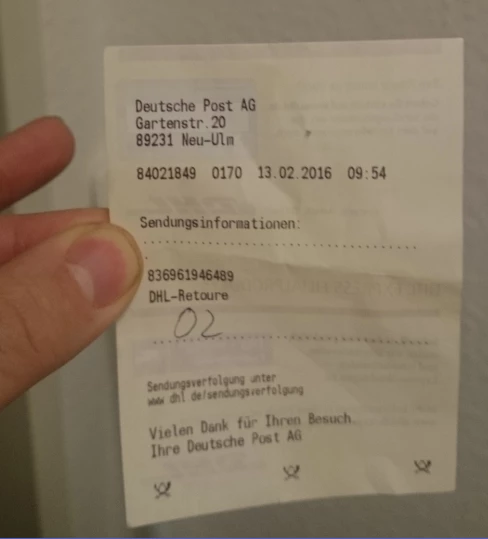 Deutsche Post AG
Gartenstr.20
89231 Neu-Ulm
84021849 0170 13.02.2016 09:54
Sendungsinformationen:
836961946489
DHL-Retoure
02
Sendungsverfolgung unter
www dhl de/sendungsverfolgung
Vielen Dank für Ihren Besuch
Ihre Deutsche Post AG